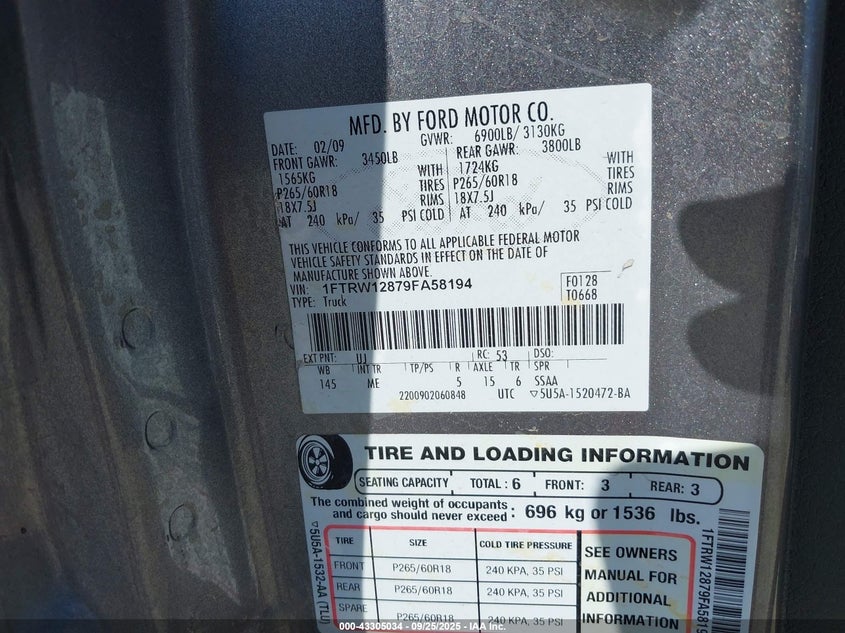 MFD. BY FORD MOTOR CO.
DATE: 02/09 GVWR: 6900LB/ 3130KG
FRONT GAWR: 3450LB REAR GAWR: 3800LB
1565KG WITH 1724KG WITH
P265/60R18 TIRES P265/60R18 TIRES
18X7.5J RIMS 18X7.5J RIMS
AT 240 kPa/ 35 PSI COLD AT 240 kPa/ 35 PSI COLD
THIS VEHICLE CONFORMS TO ALL APPLICABLE FEDERAL MOTOR
VEHICLE SAFETY STANDARDS IN EFFECT ON THE DATE OF
MANUFACTURE SHOWN ABOVE.
VIN: 1FTRW12879FA58194 F0128
TYPE: Truck T0668
EXT PNT: UJ RC: 53 DSO:
WB INT TR TP/PS R AXLE TR SPR
145 ME 5 15 6 SSAA
2200902060848 UTC ▽5U5A-1520472-BA
TIRE AND LOADING INFORMATION
SEATING CAPACITY TOTAL : 6 FRONT: 3 REAR: 3
The combined weight of occupants
and cargo should never exceed : 696 kg or 1536 lbs.
TIRE SIZE COLD TIRE PRESSURE
FRONT P265/60R18 240 KPA, 35 PSI
REAR P265/60R18 240 KPA, 35 PSI
SPARE P265/60R18 240 KPA, 35 PSI
SEE OWNERS
MANUAL FOR
ADDITIONAL
INFORMATION
▽5U5A-1532-AA (TLU)
1FTRW12879FA5819
000-43305034 - 09/25/2025 - IAA, Inc.